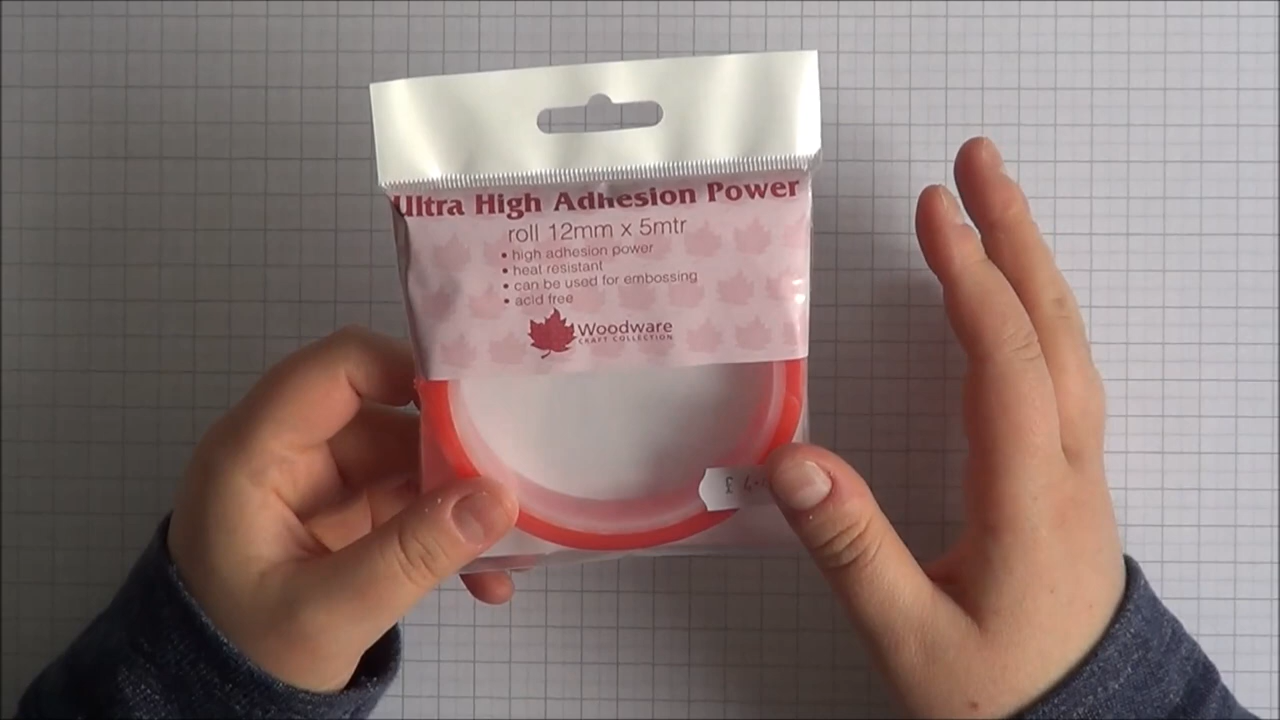 Ultra High Adhesion Power
roll 12mm x 5mtr
• high adhesion power
• heat resistant
• can be used for embossing
• acid free
Woodware
CRAFT COLLECTION
£